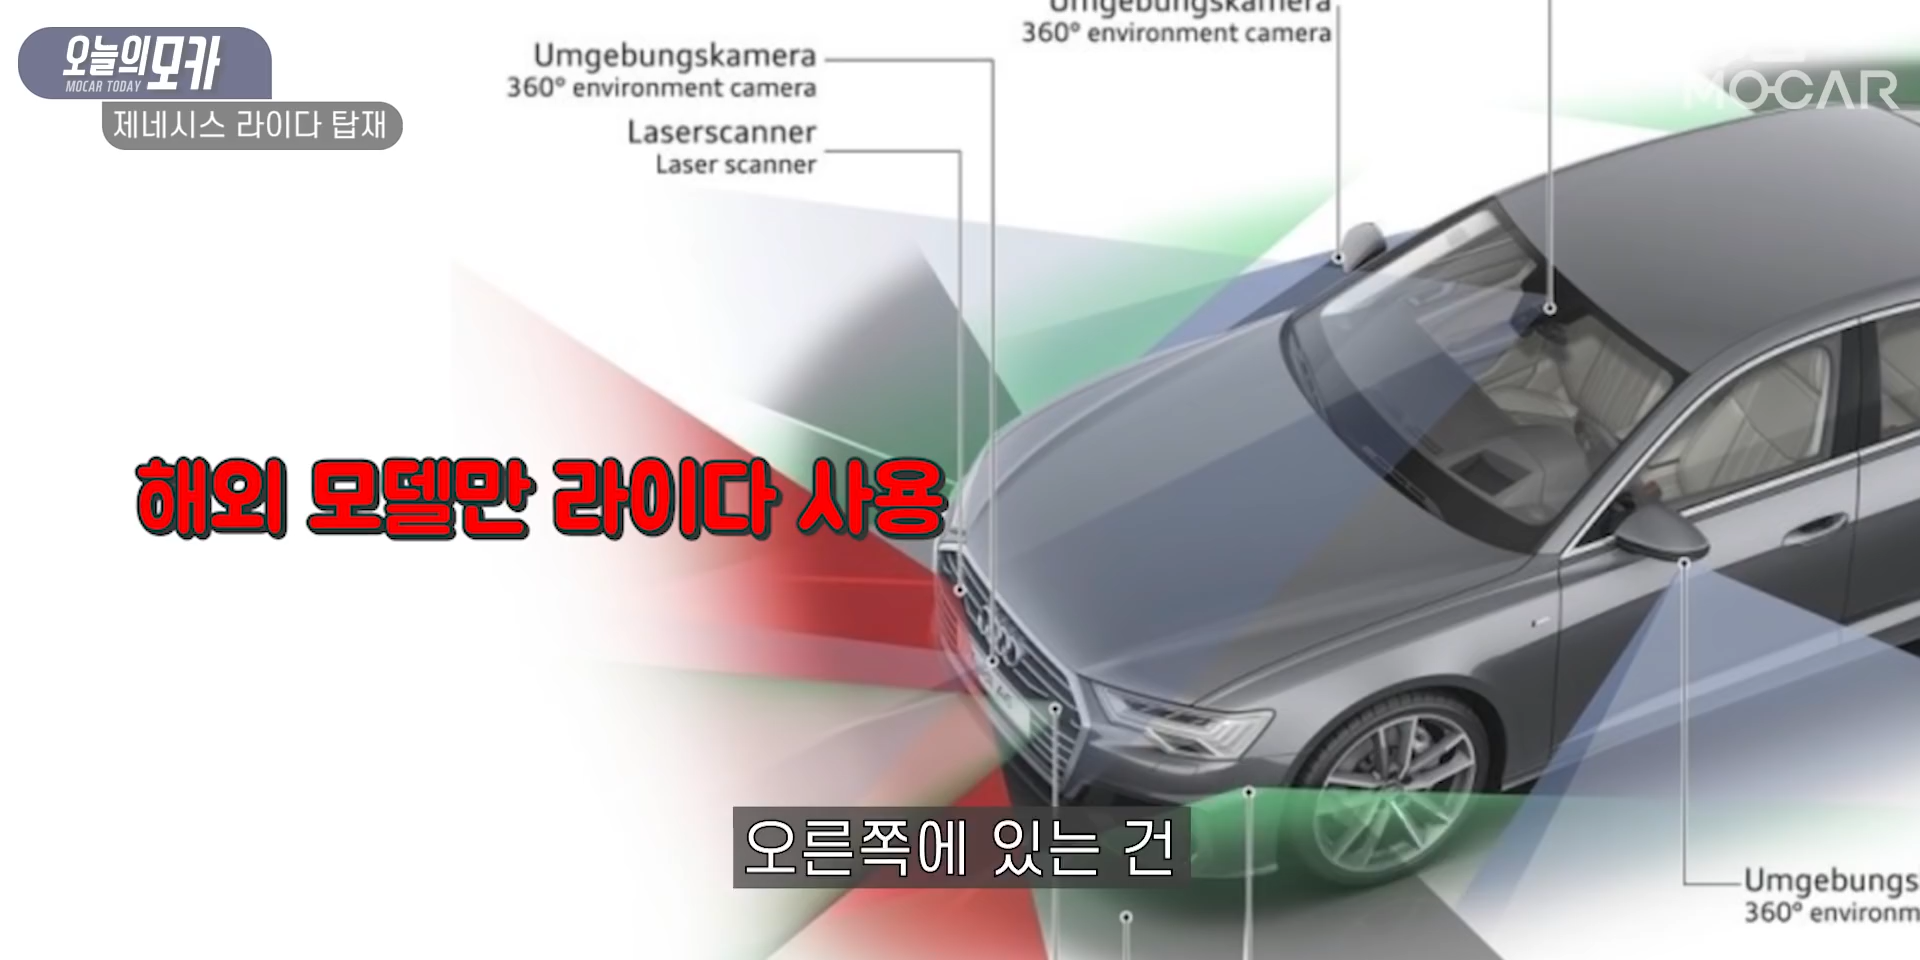 오늘의모카
MOCAR TODAY
제네시스 라이다 탑재
Umgebungskamera
360° environment camera
Laserscanner
Laser scanner
Umgebungskamera
360° environment camera
MOCAR
해외 모델만 라이다 사용
오른쪽에 있는 건
Umgebungs
360° environm